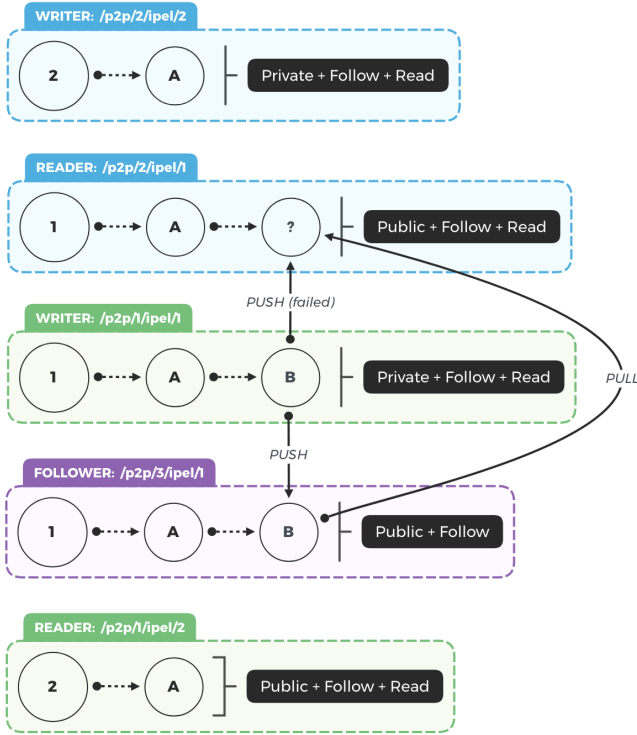 WRITER: /p2p/2/ipel/2
2
A
Private + Follow + Read
READER: /p2p/2/ipel/1
1
A
?
Public + Follow + Read
PUSH (failed)
WRITER: /p2p/1/ipel/1
1
A
B
Private + Follow + Read
PULL
PUSH
FOLLOWER: /p2p/3/ipel/1
1
A
B
Public + Follow
READER: /p2p/1/ipel/2
2
A
Public + Follow + Read